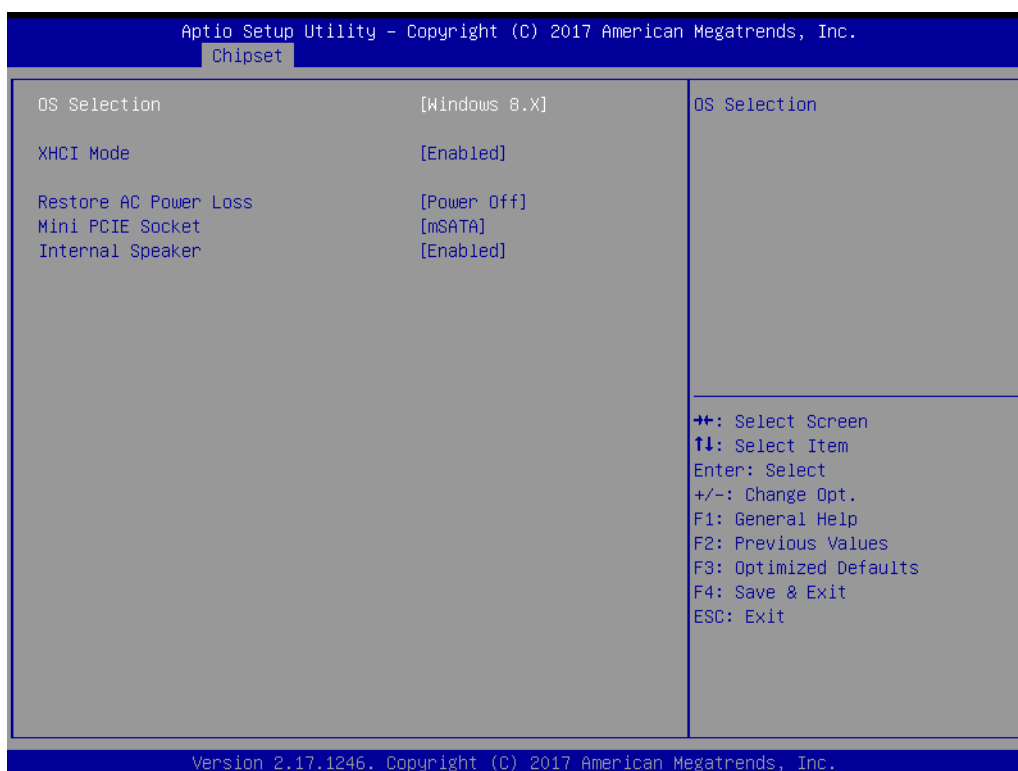 Aptio Setup Utility – Copyright (C) 2017 American Megatrends, Inc.
Chipset
OS Selection [Windows 8.X]
XHCI Mode [Enabled]
Restore AC Power Loss [Power Off]
Mini PCIE Socket [mSATA]
Internal Speaker [Enabled]
OS Selection
→←: Select Screen
↑↓: Select Item
Enter: Select
+/-: Change Opt.
F1: General Help
F2: Previous Values
F3: Optimized Defaults
F4: Save & Exit
ESC: Exit
Version 2.17.1246. Copyright (C) 2017 American Megatrends, Inc.